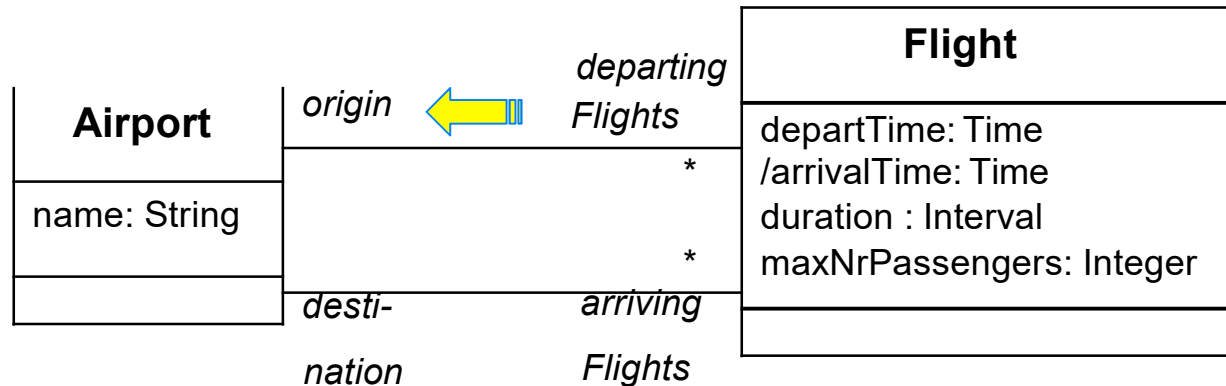 Airport
name: String
origin
departing
Flights
*
*
desti-
nation
arriving
Flights
Flight
departTime: Time
/arrivalTime: Time
duration : Interval
maxNrPassengers: Integer